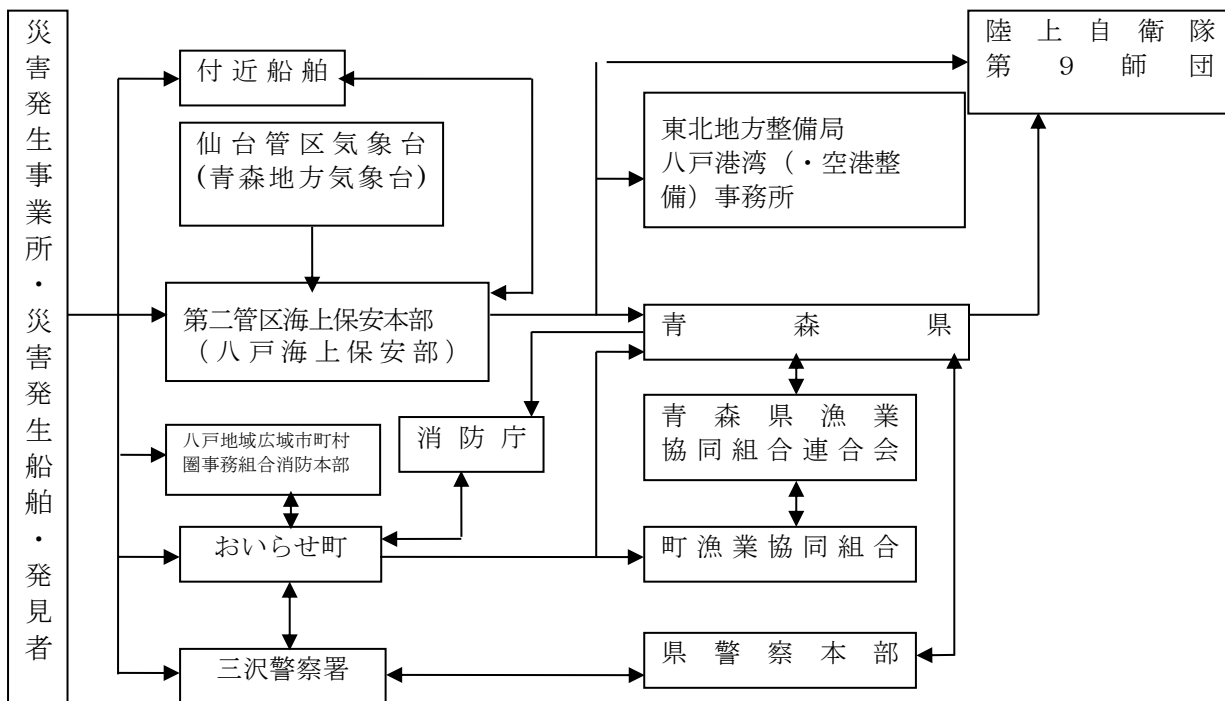 災害発生事業所・災害発生船舶・発見者
付近船舶
仙台管区気象台
(青森地方気象台)
第二管区海上保安本部
(八戸海上保安部)
八戸地域広域市町村
圏事務組合消防本部
おいらせ町
三沢警察署
消防庁
陸上自衛隊
第9師団
東北地方整備局
八戸港湾(・空港整
備)事務所
青森県
青森県漁業
協同組合連合会
町漁業協同組合
県警察本部